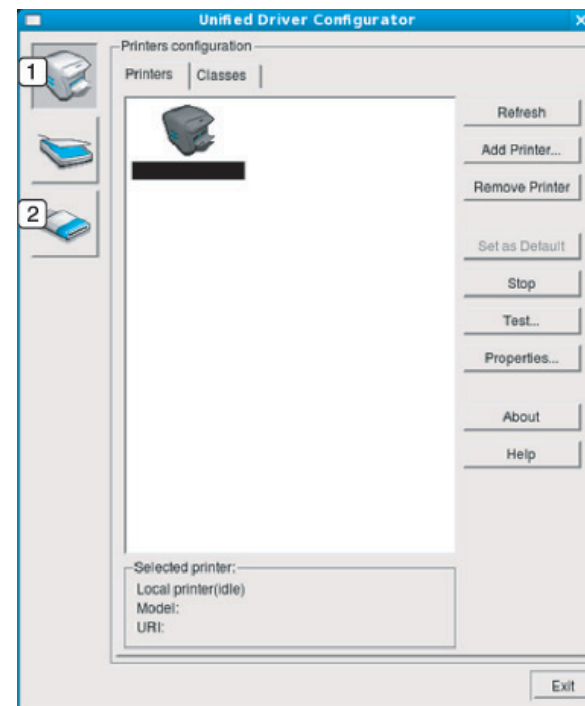 Unified Driver Configurator
1
2
Printers configuration
Printers
Classes
Refresh
Add Printer...
Remove Printer
Set as Default
Stop
Test...
Properties...
About
Help
Selected printer:
Local printer(idle)
Model:
URI:
Exit